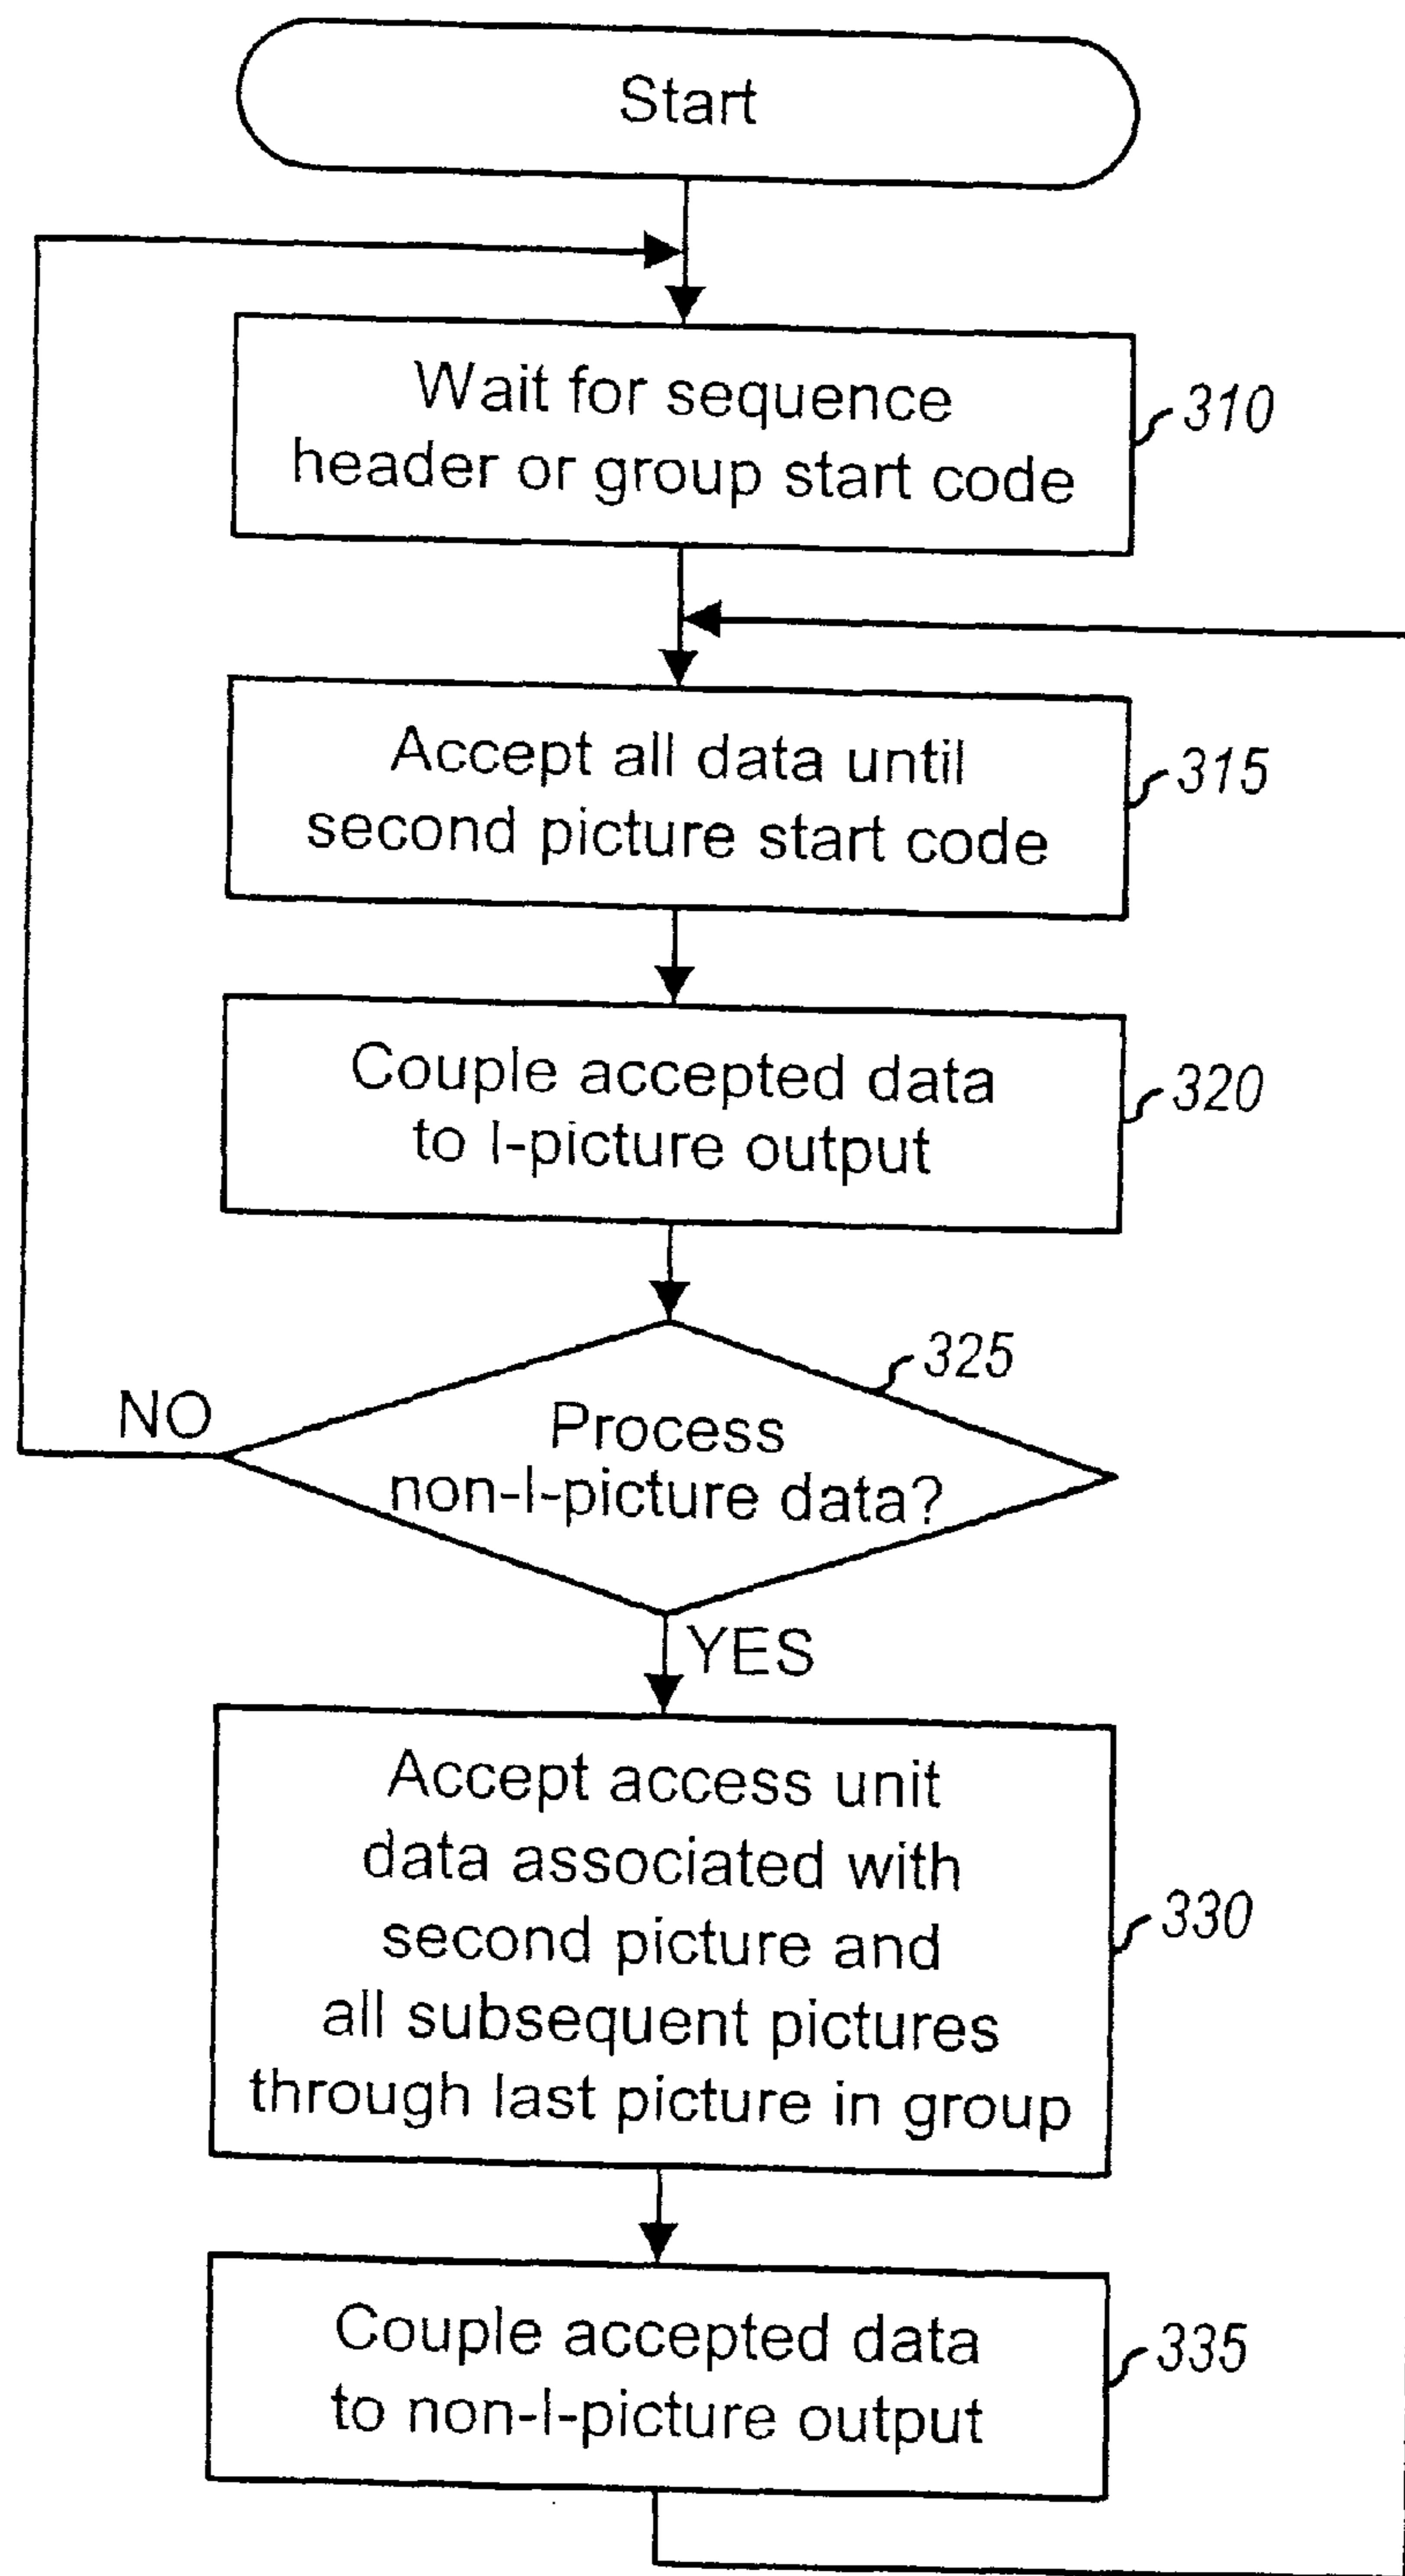 Start
Wait for sequence
header or group start code
310
Accept all data until
second picture start code
315
Couple accepted data
to I-picture output
320
325
Process
non-I-picture data?
NO
YES
Accept access unit
data associated with
second picture and
all subsequent pictures
through last picture in group
330
Couple accepted data
to non-I-picture output
335